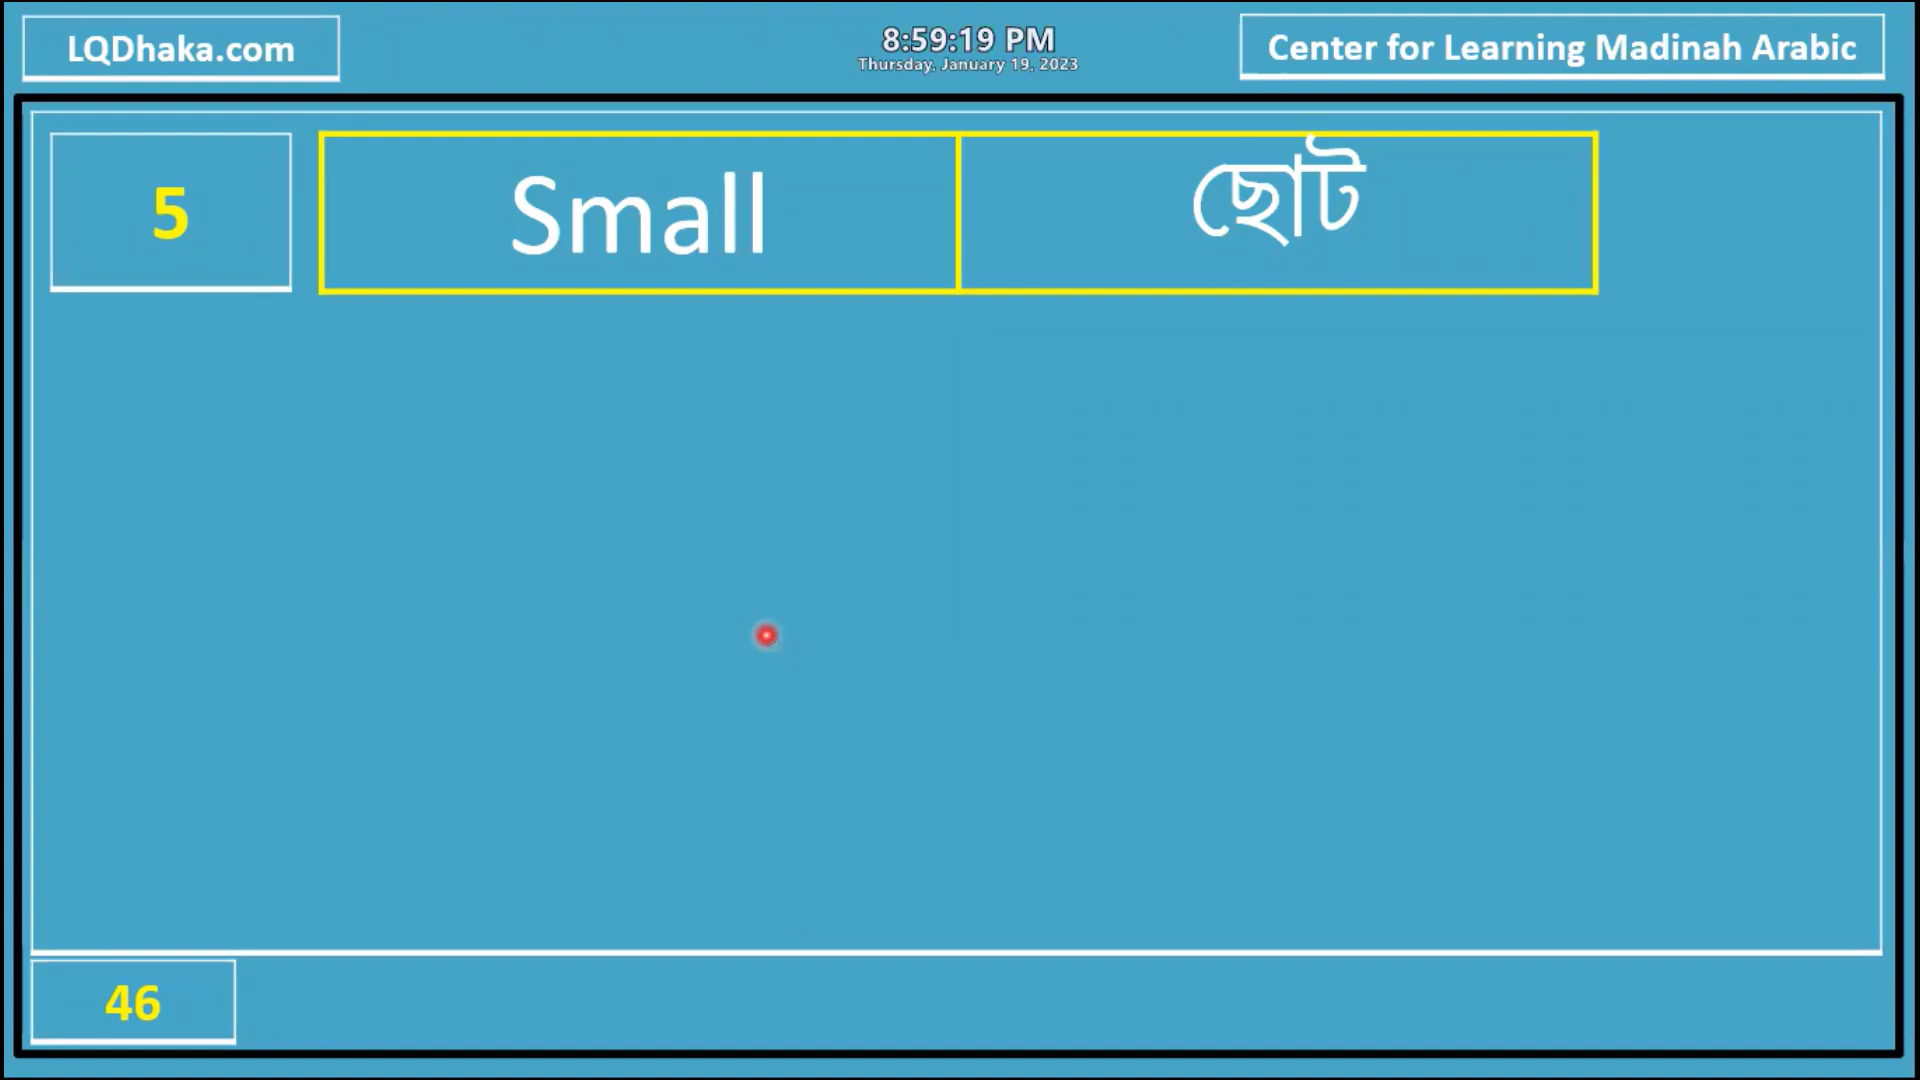 LQDhaka.com
8:59:19 PM
Thursday, January 19, 2023
Center for Learning Madinah Arabic
5
Small
ছোট
46